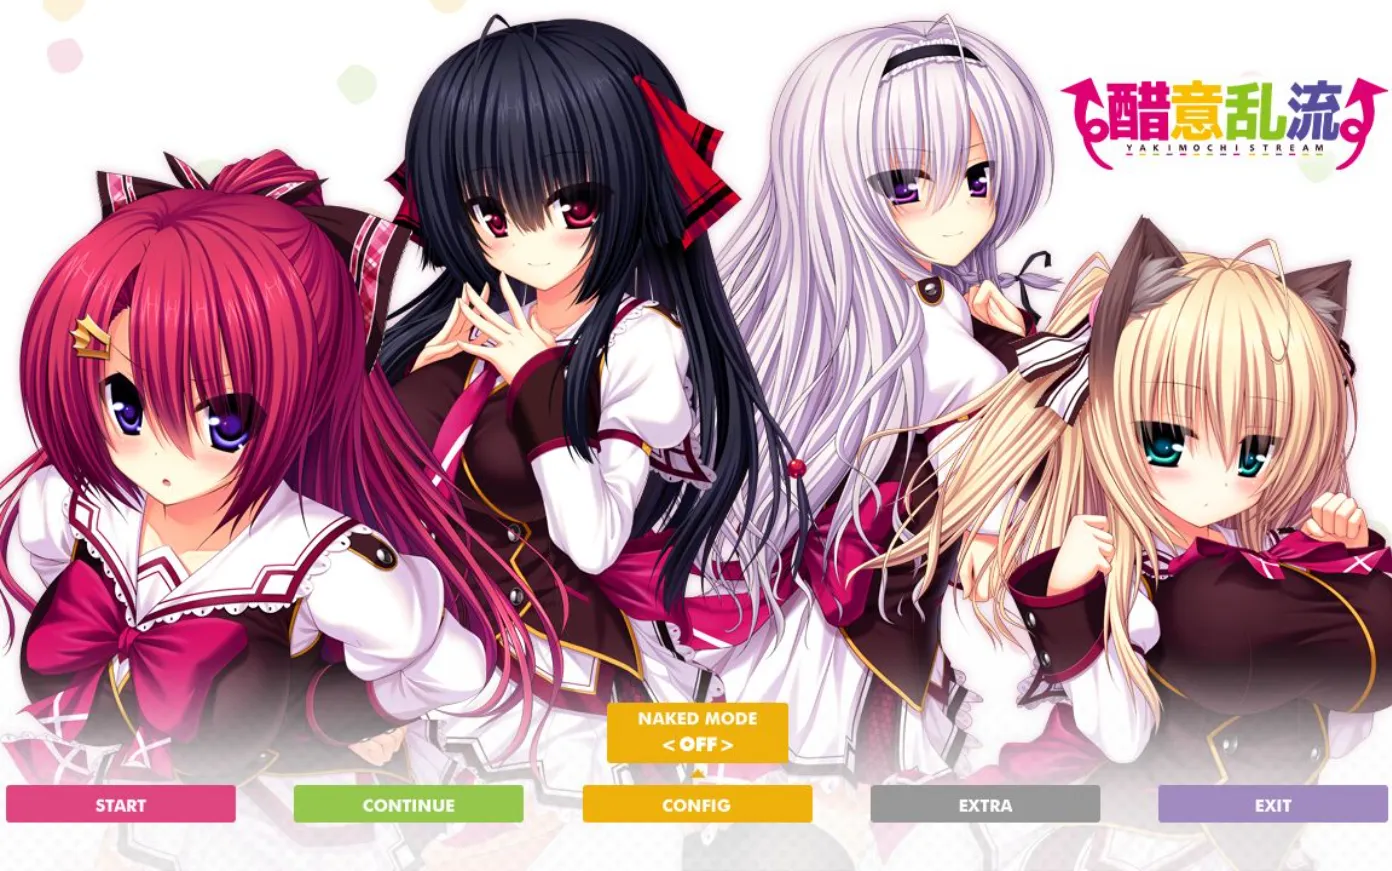 醋意乱流
YAKIMOCHI STREAM
NAKED MODE
< OFF >
START
CONTINUE
CONFIG
EXTRA
EXIT